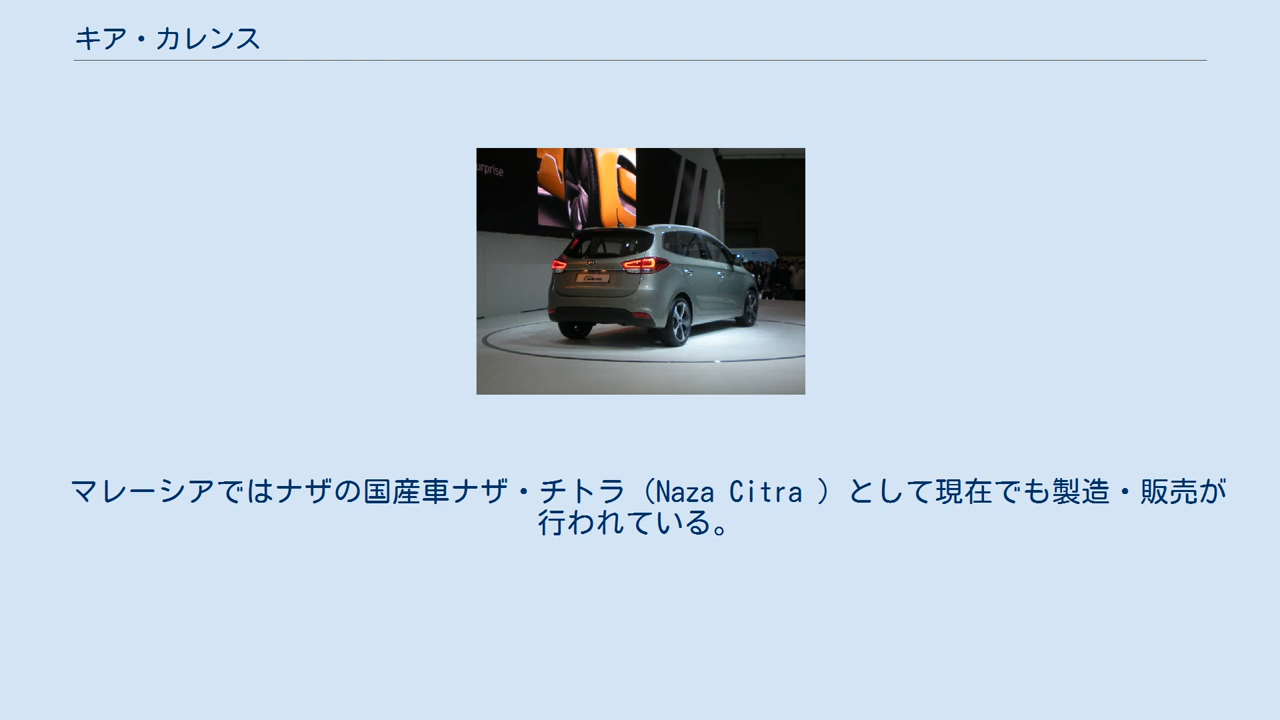 キア・カレンス
urprise
マレーシアではナザの国産車ナザ・チトラ（Naza Citra ）として現在でも製造・販売が
行われている。